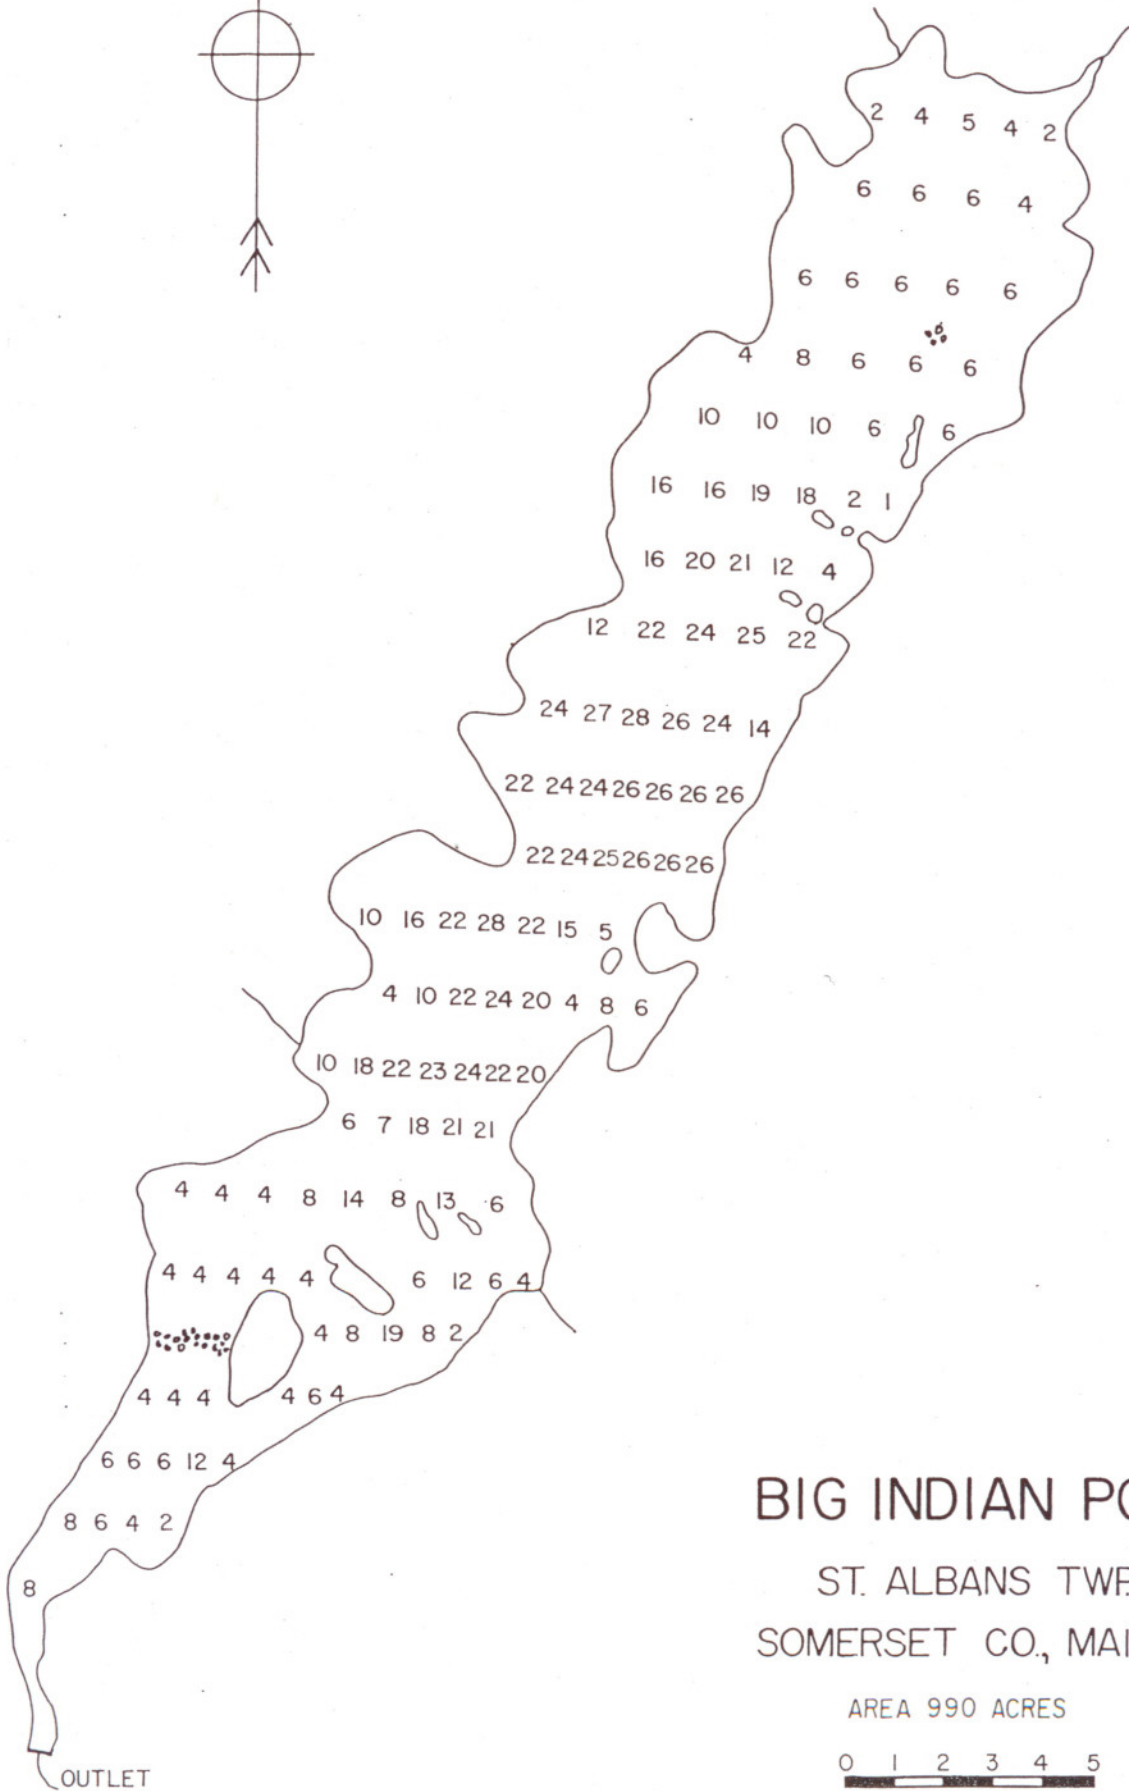 2 4 5 4 2
6 6 6 4
6 6 6 6 6
4 8 6 6 6
10 10 10 6 6
16 16 19 18 2 1
16 20 21 12 4
12 22 24 25 22
24 27 28 26 24 14
22 24 24 26 26 26 26
22 24 25 26 26 26
10 16 22 28 22 15 5
4 10 22 24 20 4 8 6
10 18 22 23 24 22 20
6 7 18 21 21
4 4 4 8 14 8 13 6
4 4 4 4 4 6 12 6 4
4 8 19 8 2
4 4 4 4 6 4
6 6 6 12 4
8 6 4 2
8
OUTLET
BIG INDIAN PO
ST. ALBANS TWP.
SOMERSET CO., MAI
AREA 990 ACRES
0 1 2 3 4 5